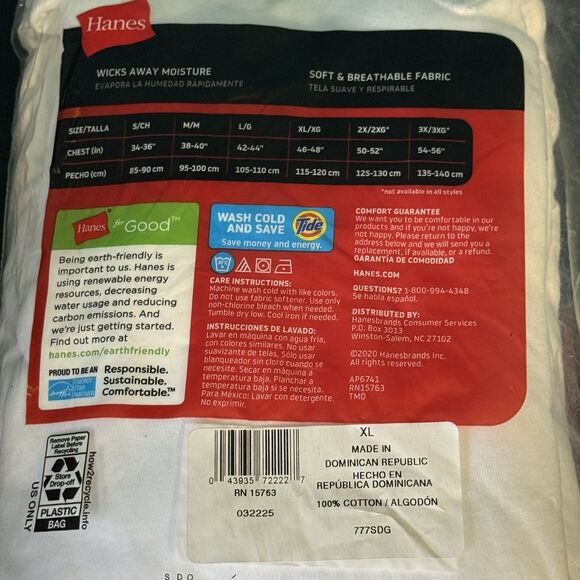 Hanes
WICKS AWAY MOISTURE
EVAPORA LA HUMEDAD RÁPIDAMENTE
SOFT & BREATHABLE FABRIC
TELA SUAVE Y RESPIRABLE
SIZE/TALLA S/CH M/M L/G XL/XG 2X/2XG* 3X/3XG*
CHEST (in) 34-36" 38-40" 42-44" 46-48" 50-52" 54-56"
PECHO (cm) 85-90 cm 95-100 cm 105-110 cm 115-120 cm 125-130 cm 135-140 cm
*not available in all styles
Hanes for Good™
Being earth-friendly is
important to us. Hanes is
using renewable energy
resources, decreasing
water usage and reducing
carbon emissions. And
we're just getting started.
Find out more at
hanes.com/earthfriendly
PROUD TO BE AN
ENERGY
STAR
PARTNER
Responsible.
Sustainable.
Comfortable.™
WASH COLD
AND SAVE
Tide
Save money and energy.
CARE INSTRUCTIONS:
Machine wash cold with like colors.
Do not use fabric softener. Use only
non-chlorine bleach when needed.
Tumble dry low. Cool iron if needed.
INSTRUCCIONES DE LAVADO:
Lavar en máquina con agua fría,
con colores similares. No usar
suavizante de telas. Sólo usar
blanqueador sin cloro cuando se
necesite. Secar en máquina a
temperatura baja. Planchar a
temperatura baja si se necesita.
Para México: Lavar con detergente.
No exprimir.
COMFORT GUARANTEE
We want you to be comfortable in our
products and if you're not happy, we're
not happy. Please return to the
address below and we will send you a
replacement, if available, or a refund.
GARANTÍA DE COMODIDAD
HANES.COM
QUESTIONS? 1-800-994-4348
Se habla español.
DISTRIBUTED BY:
Hanesbrands Consumer Services
P.O. Box 3013
Winston-Salem, NC 27102
©2020 Hanesbrands Inc.
All rights reserved.
AP6741
RN15763
TMD
Remove Paper
Label Before
Recycling
Store
Drop-off
PLASTIC
BAG
how2recycle.info
US ONLY
0 43935 72222 7
RN 15763
032225
XL
MADE IN
DOMINICAN REPUBLIC
HECHO EN
REPÚBLICA DOMINICANA
100% COTTON / ALGODÓN
777SDG